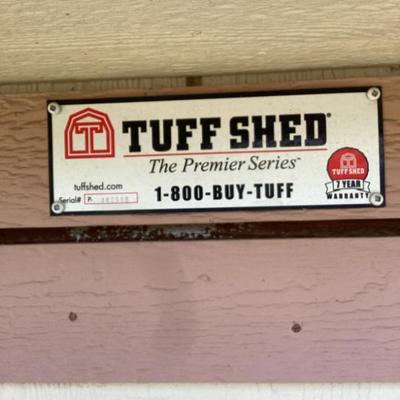 TUFF SHED
The Premier Series
tuffshed.com
1-800-BUY-TUFF
Serial# P-
TUFF SHED
7 YEAR
WARRANTY